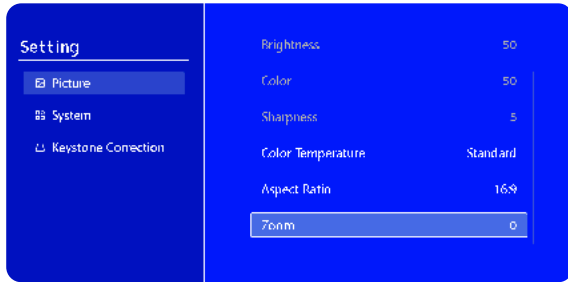 Setting
Picture
System
Keystone Correction
Brightness 50
Color 50
Sharpness 5
Color Temperature Standard
Aspect Ratio 16:9
Zoom 0